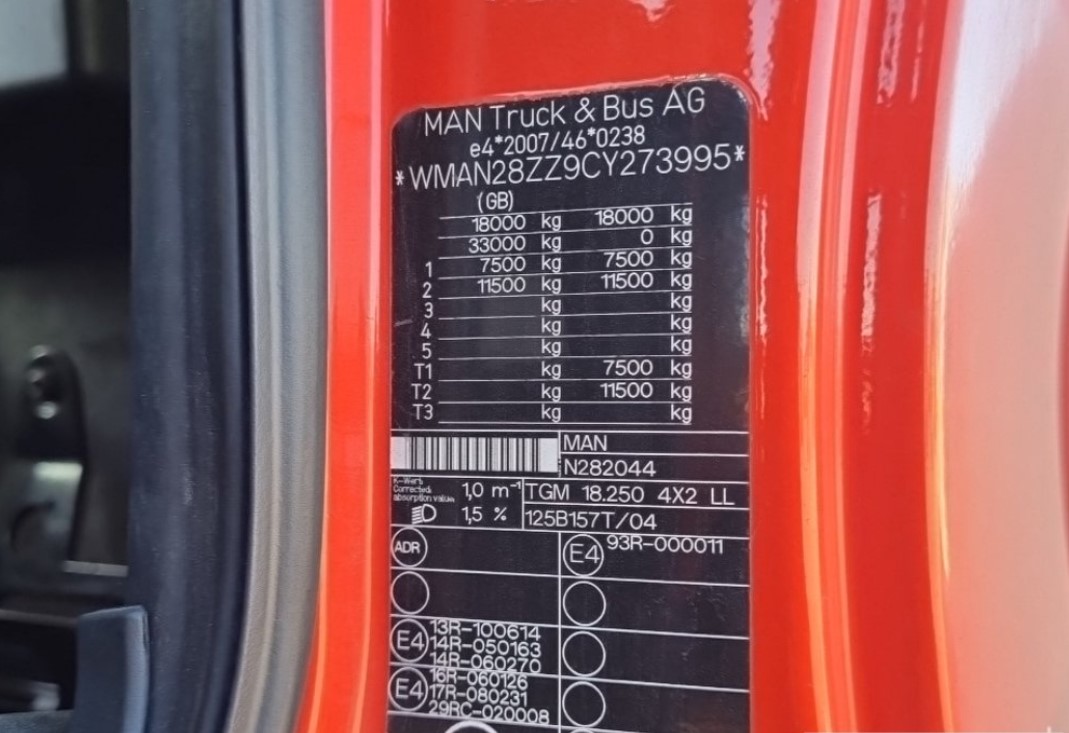 MAN Truck & Bus AG
e4*2007/46*0238
*WMAN28ZZ9CY273995*
(GB)
18000 kg 18000 kg
33000 kg 0 kg
1 7500 kg 7500 kg
2 11500 kg 11500 kg
3 kg kg
4 kg kg
5 kg kg
T1 kg 7500 kg
T2 kg 11500 kg
T3 kg kg
MAN
N282044
K-Wert
Corrected
absorption value
1,0 m⁻¹
TGM 18.250 4X2 LL
1,5 %
125B157T/04
ADR
E4 93R-000011
E4
13R-100614
14R-050163
14R-060270
E4
16R-060126
17R-080231
29RC-020008